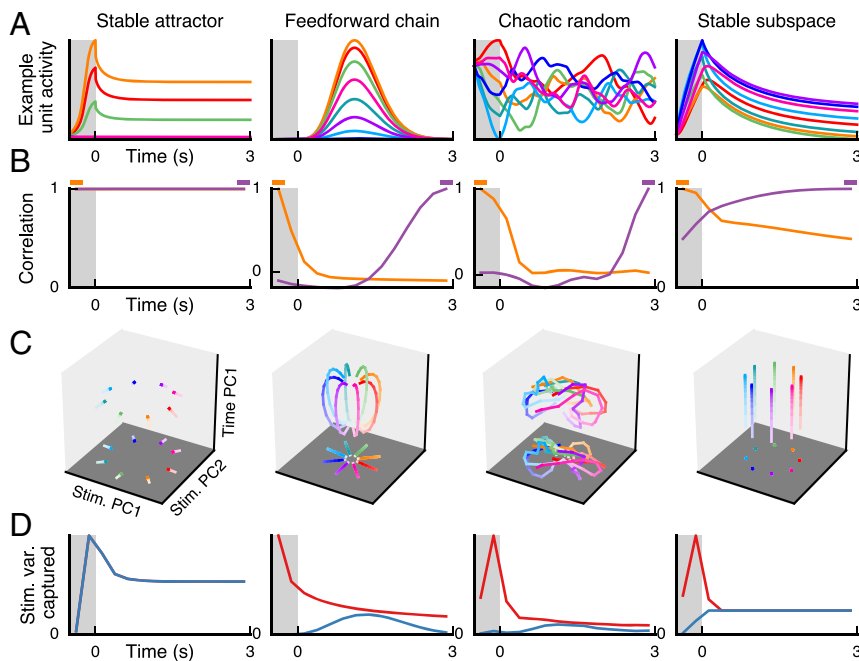 A
Stable attractor
Feedforward chain
Chaotic random
Stable subspace
Example
unit activity
0
3
0
3
0
3
0
3
Time (s)
B
Correlation
1
0
1
0
1
0
1
0
0
3
0
3
0
3
0
3
Time (s)
C
Time PC1
Stim. PC1
Stim. PC2
D
Stim. var.
captured
0
0
0
0
0
3
0
3
0
3
0
3
Time (s)